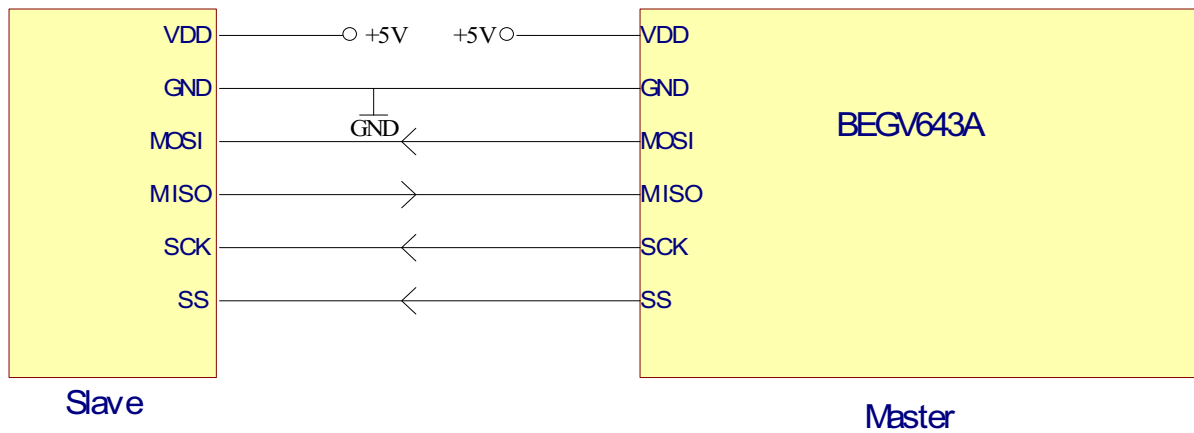 VDD +5V +5V VDD
GND GND
GND
BEGV643A
MOSI MOSI
MISO MISO
SCK SCK
SS SS
Slave
Master